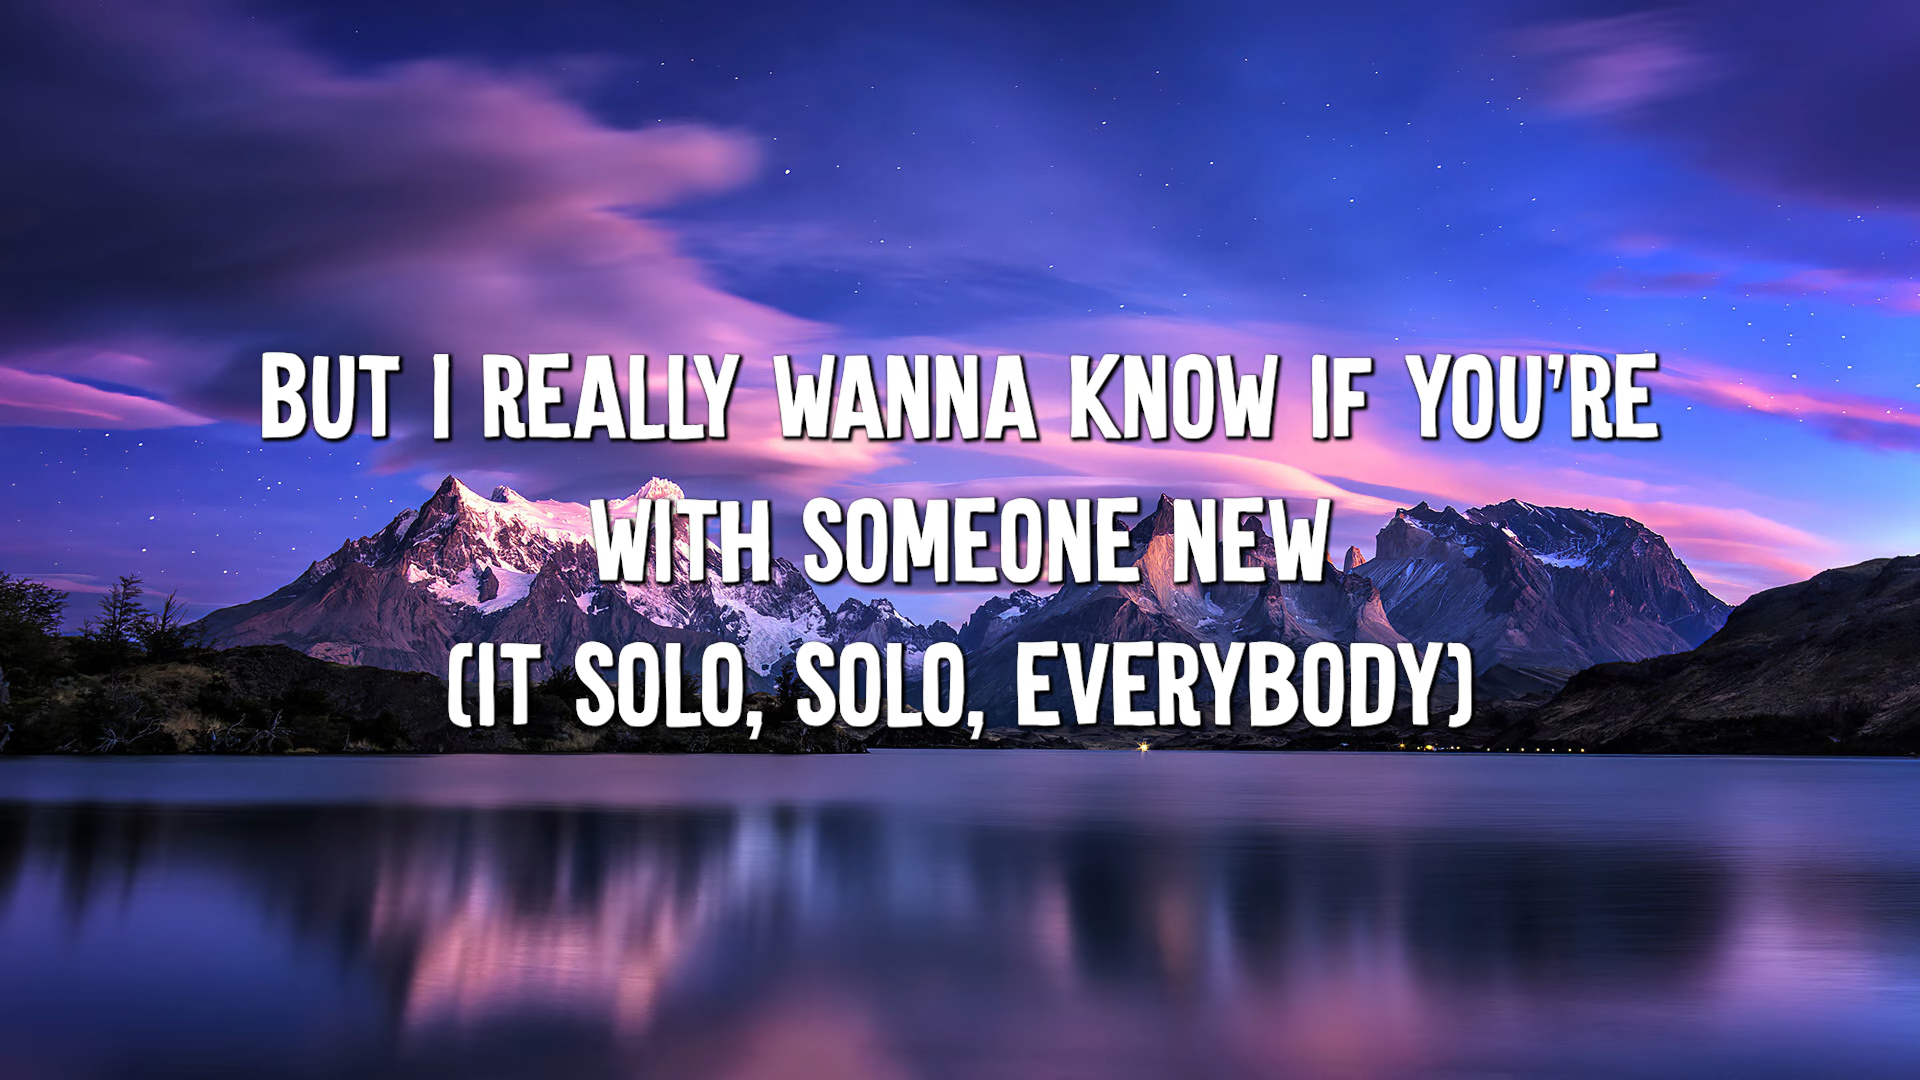 BUT I REALLY WANNA KNOW IF YOU'RE
WITH SOMEONE NEW
(IT SOLO, SOLO, EVERYBODY)